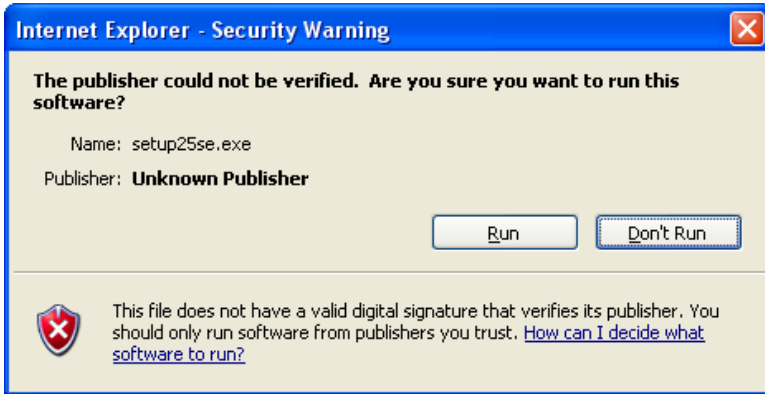 Internet Explorer - Security Warning
The publisher could not be verified. Are you sure you want to run this
software?
Name: setup25se.exe
Publisher: Unknown Publisher
Run
Don't Run
This file does not have a valid digital signature that verifies its publisher. You
should only run software from publishers you trust. How can I decide what
software to run?